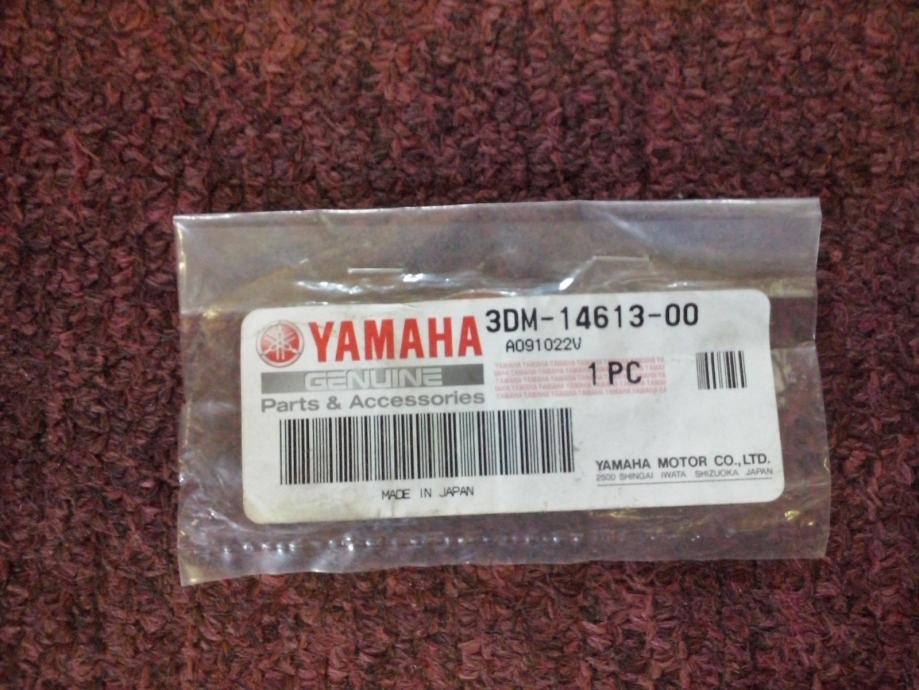 YAMAHA
3DM-14613-00
A091022V
GENUINE
1 PC
Parts & Accessories
MADE IN JAPAN
YAMAHA MOTOR CO.,LTD.
2500 SHINGAI IWATA SHIZUOKA JAPAN